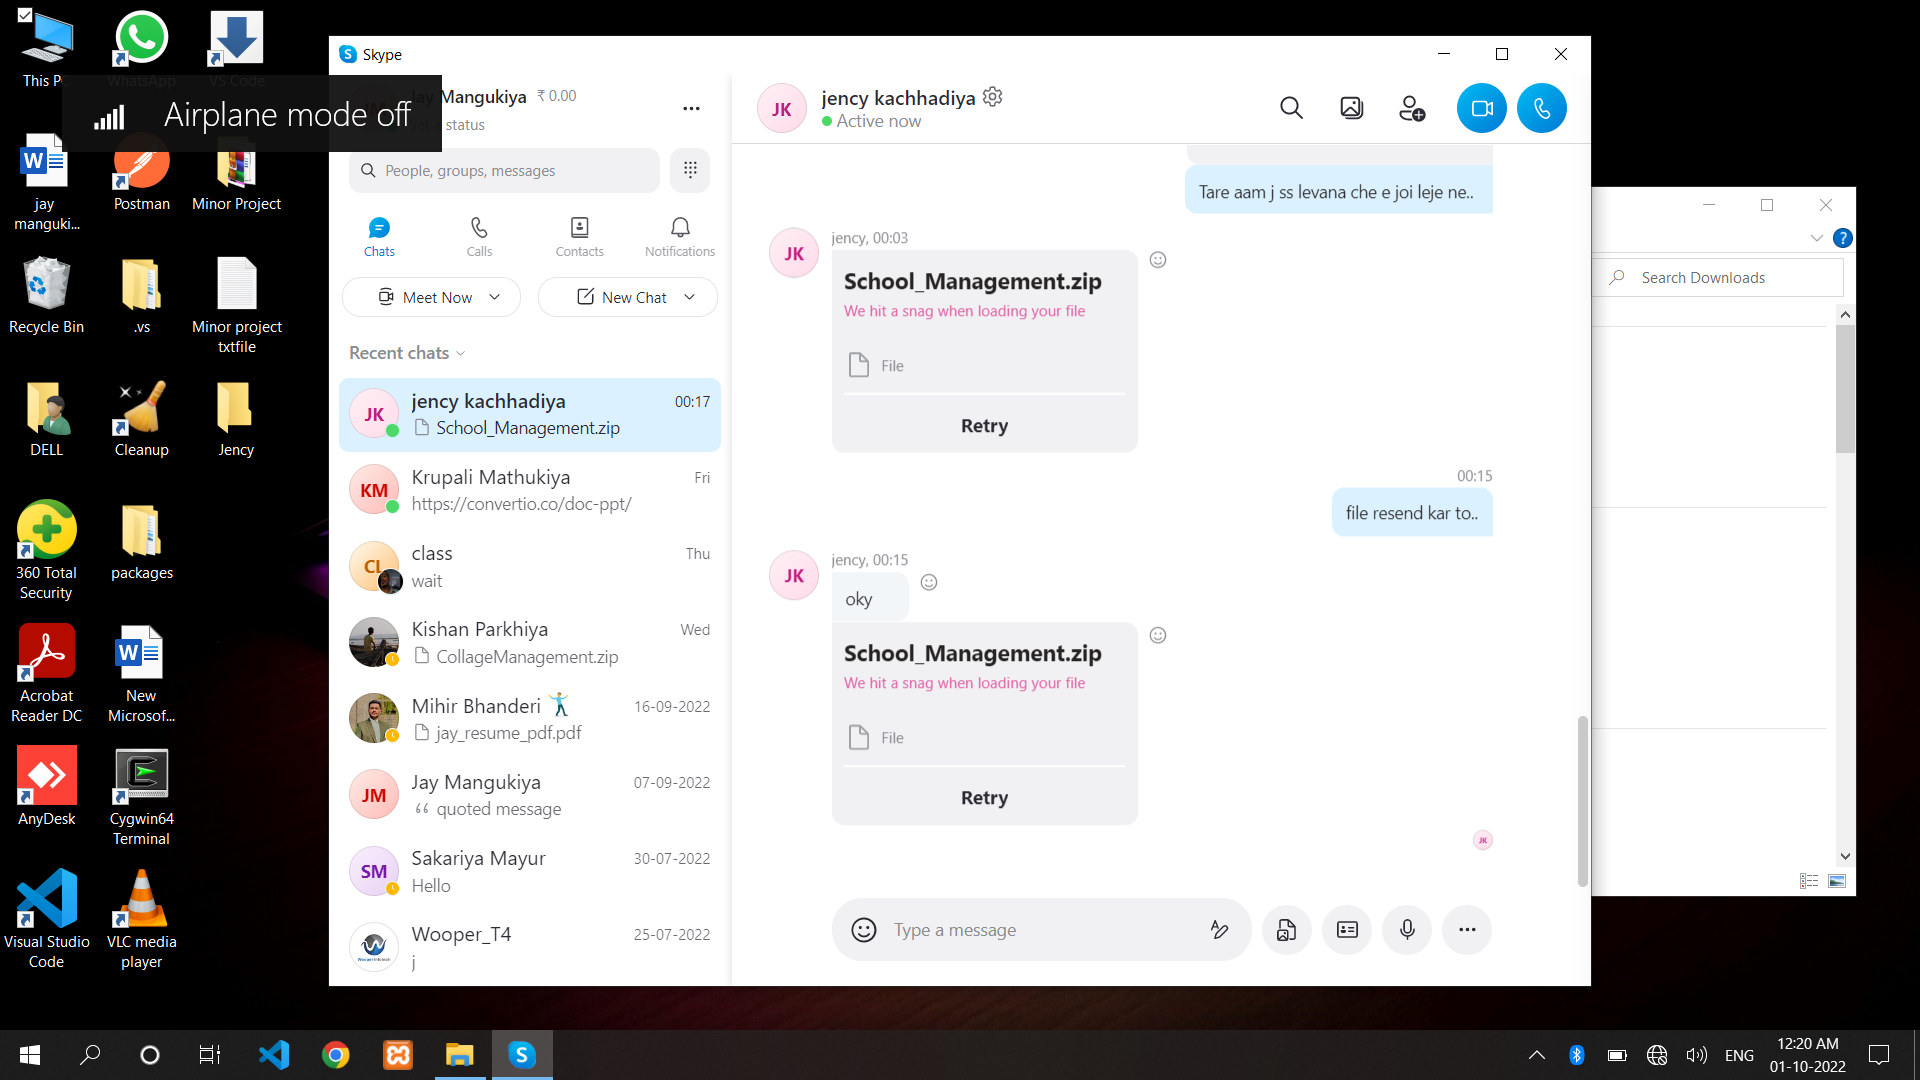 This P
WhatsApp
VS Code
Airplane mode off
jay
manguki...
Postman
Minor Project
Recycle Bin
.vs
Minor project
txtfile
DELL
Cleanup
Jency
360 Total
Security
packages
Acrobat
Reader DC
New
Microsof...
AnyDesk
Cygwin64
Terminal
Visual Studio
Code
VLC media
player
Skype
Jay Mangukiya ₹ 0.00
status
People, groups, messages
Chats
Calls
Contacts
Notifications
Meet Now
New Chat
Recent chats
JK
jency kachhadiya 00:17
School_Management.zip
KM
Krupali Mathukiya Fri
https://convertio.co/doc-ppt/
CL
class Thu
wait
Kishan Parkhiya Wed
CollageManagement.zip
Mihir Bhanderi 16-09-2022
jay_resume_pdf.pdf
JM
Jay Mangukiya 07-09-2022
quoted message
SM
Sakariya Mayur 30-07-2022
Hello
Wooper_T4 25-07-2022
j
JK
jency kachhadiya
Active now
Tare aam j ss levana che e joi leje ne..
JK
jency, 00:03
School_Management.zip
We hit a snag when loading your file
File
Retry
00:15
file resend kar to..
JK
jency, 00:15
oky
School_Management.zip
We hit a snag when loading your file
File
Retry
JK
Type a message
Search Downloads
ENG
12:20 AM
01-10-2022